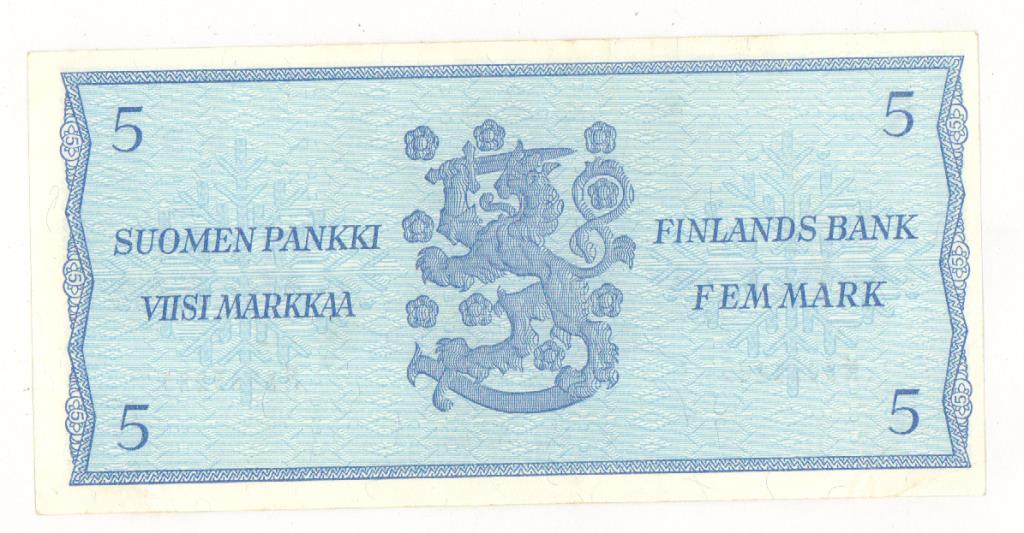 5 5
SUOMEN PANKKI FINLANDS BANK
VIISI MARKKAA FEM MARK
5 5